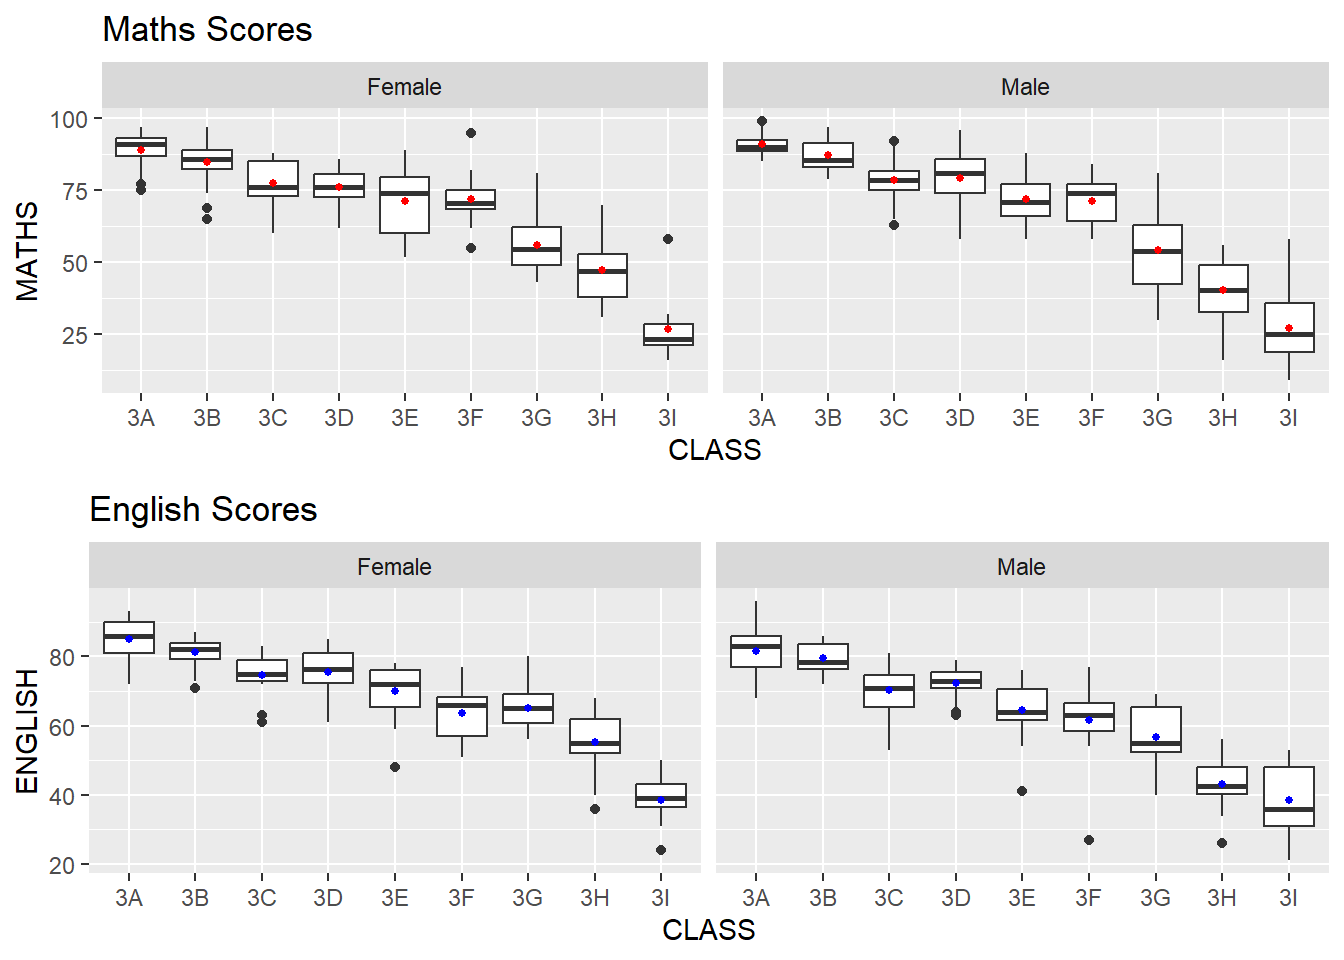 Maths Scores
Female Male
MATHS
100
75
50
25
3A 3B 3C 3D 3E 3F 3G 3H 3I 3A 3B 3C 3D 3E 3F 3G 3H 3I
CLASS
English Scores
Female Male
ENGLISH
80
60
40
20
3A 3B 3C 3D 3E 3F 3G 3H 3I 3A 3B 3C 3D 3E 3F 3G 3H 3I
CLASS